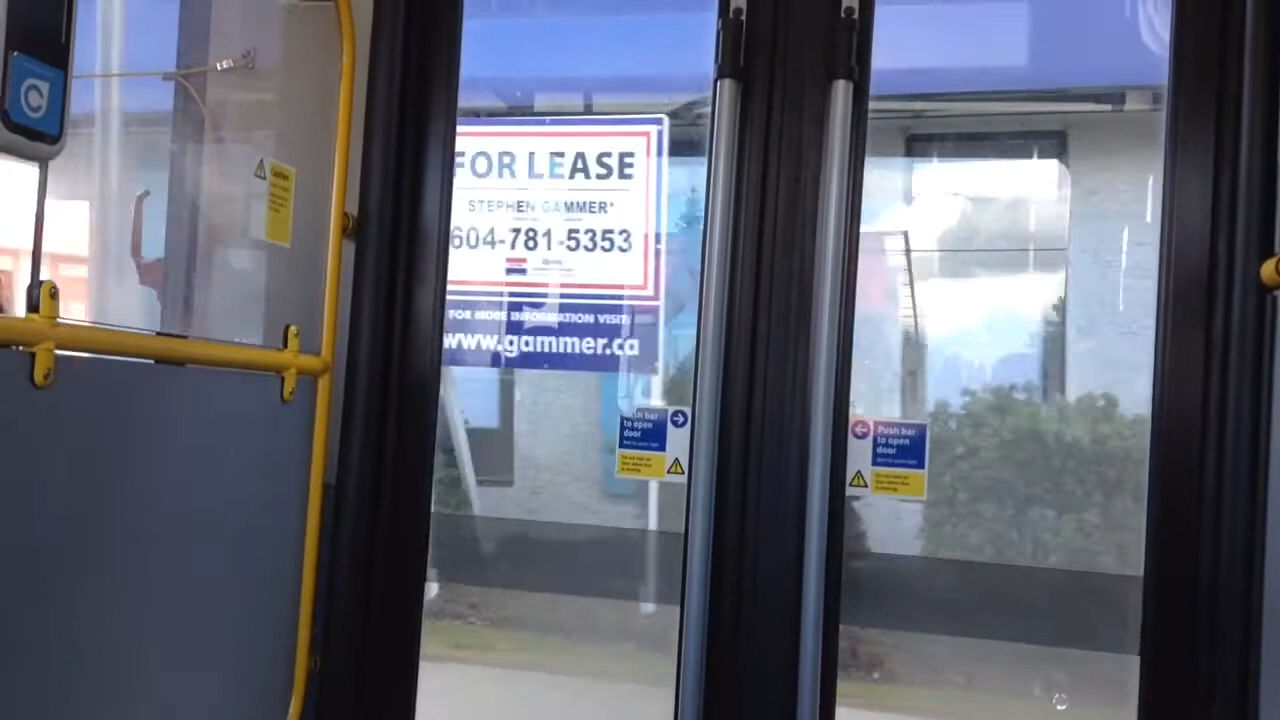 FOR LEASE
STEPHEN GAMMER*
604-781-5353
FOR MORE INFORMATION VISIT:
www.gammer.ca
Caution
Push bar
to open
door
Push bar
to open
door